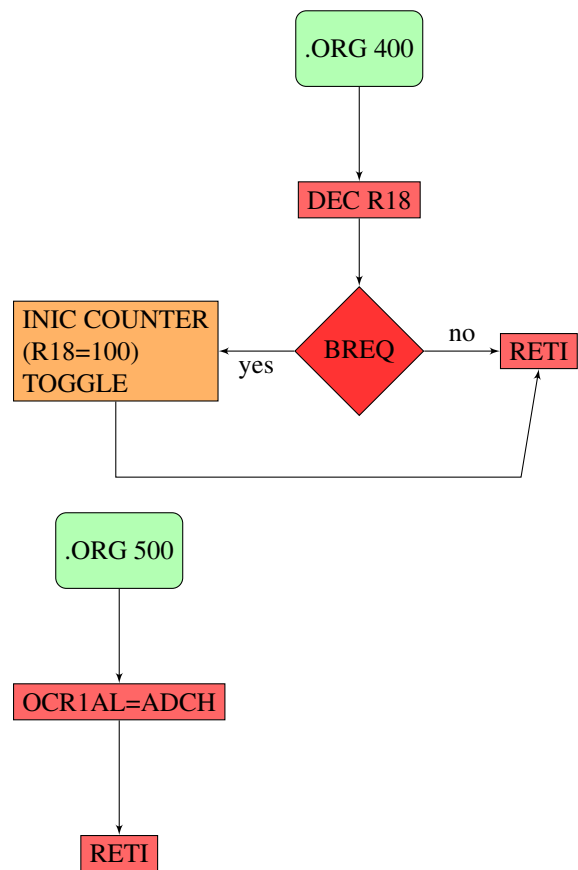 .ORG 400
DEC R18
INIC COUNTER
(R18=100)
TOGGLE
yes
BREQ
no
RETI
.ORG 500
OCR1AL=ADCH
RETI